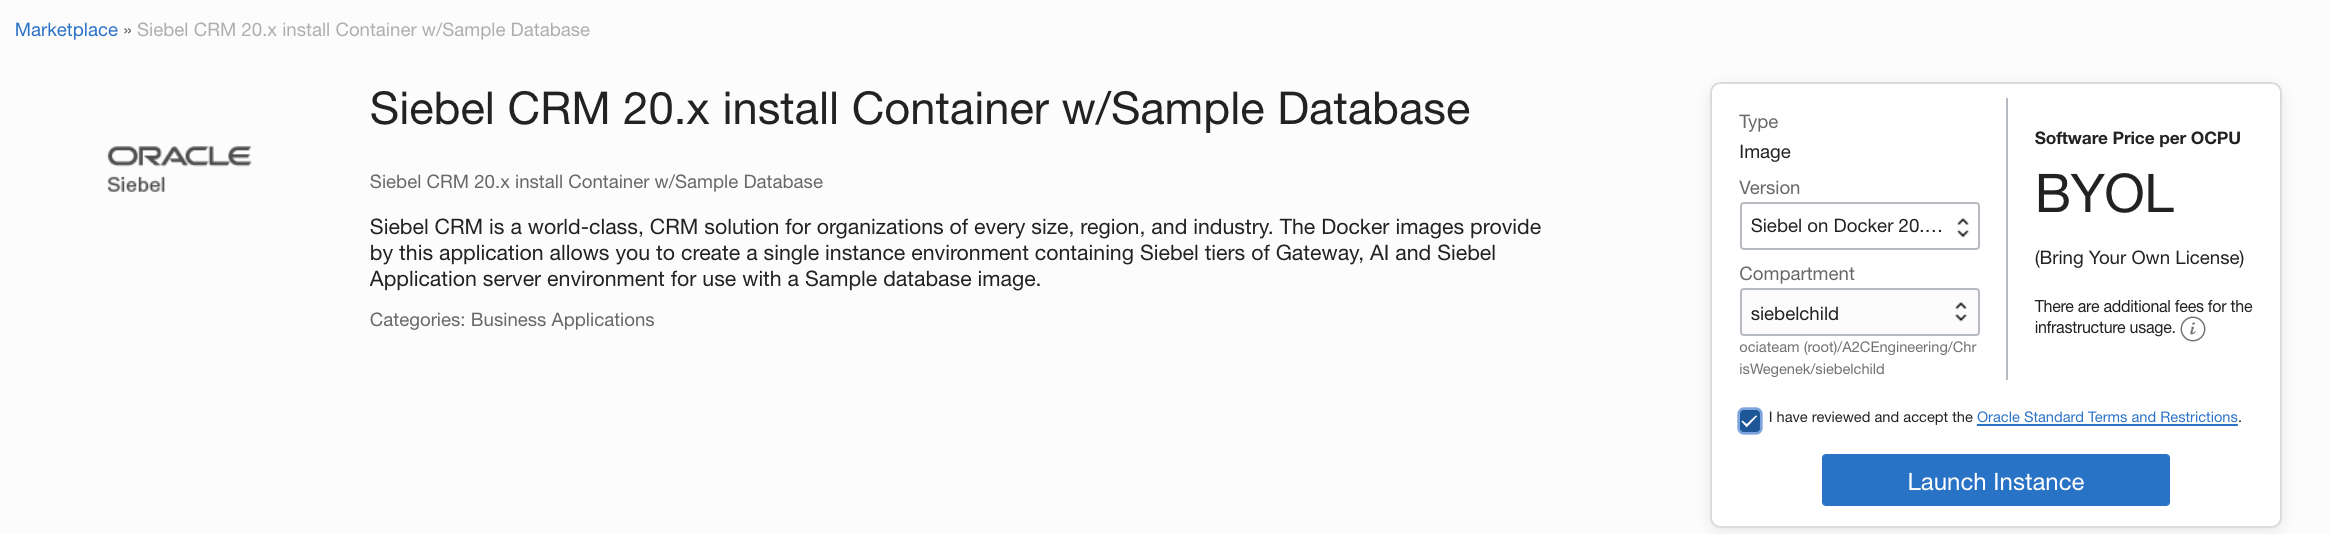 Marketplace » Siebel CRM 20.x install Container w/Sample Database
ORACLE
Siebel
Siebel CRM 20.x install Container w/Sample Database
Siebel CRM 20.x install Container w/Sample Database
Siebel CRM is a world-class, CRM solution for organizations of every size, region, and industry. The Docker images provide
by this application allows you to create a single instance environment containing Siebel tiers of Gateway, AI and Siebel
Application server environment for use with a Sample database image.
Categories: Business Applications
Type
Image
Version
Siebel on Docker 20....
Compartment
siebelchild
ociateam (root)/A2CEngineering/Chr
isWegenek/siebelchild
Software Price per OCPU
BYOL
(Bring Your Own License)
There are additional fees for the
infrastructure usage. i
I have reviewed and accept the Oracle Standard Terms and Restrictions.
Launch Instance